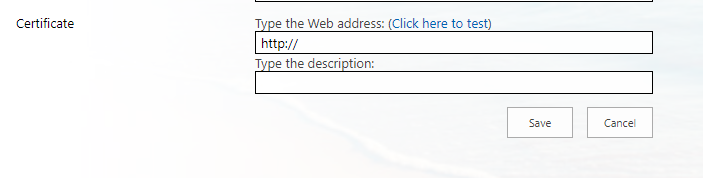 Certificate
Type the Web address: (Click here to test)
http://
Type the description:
Save
Cancel